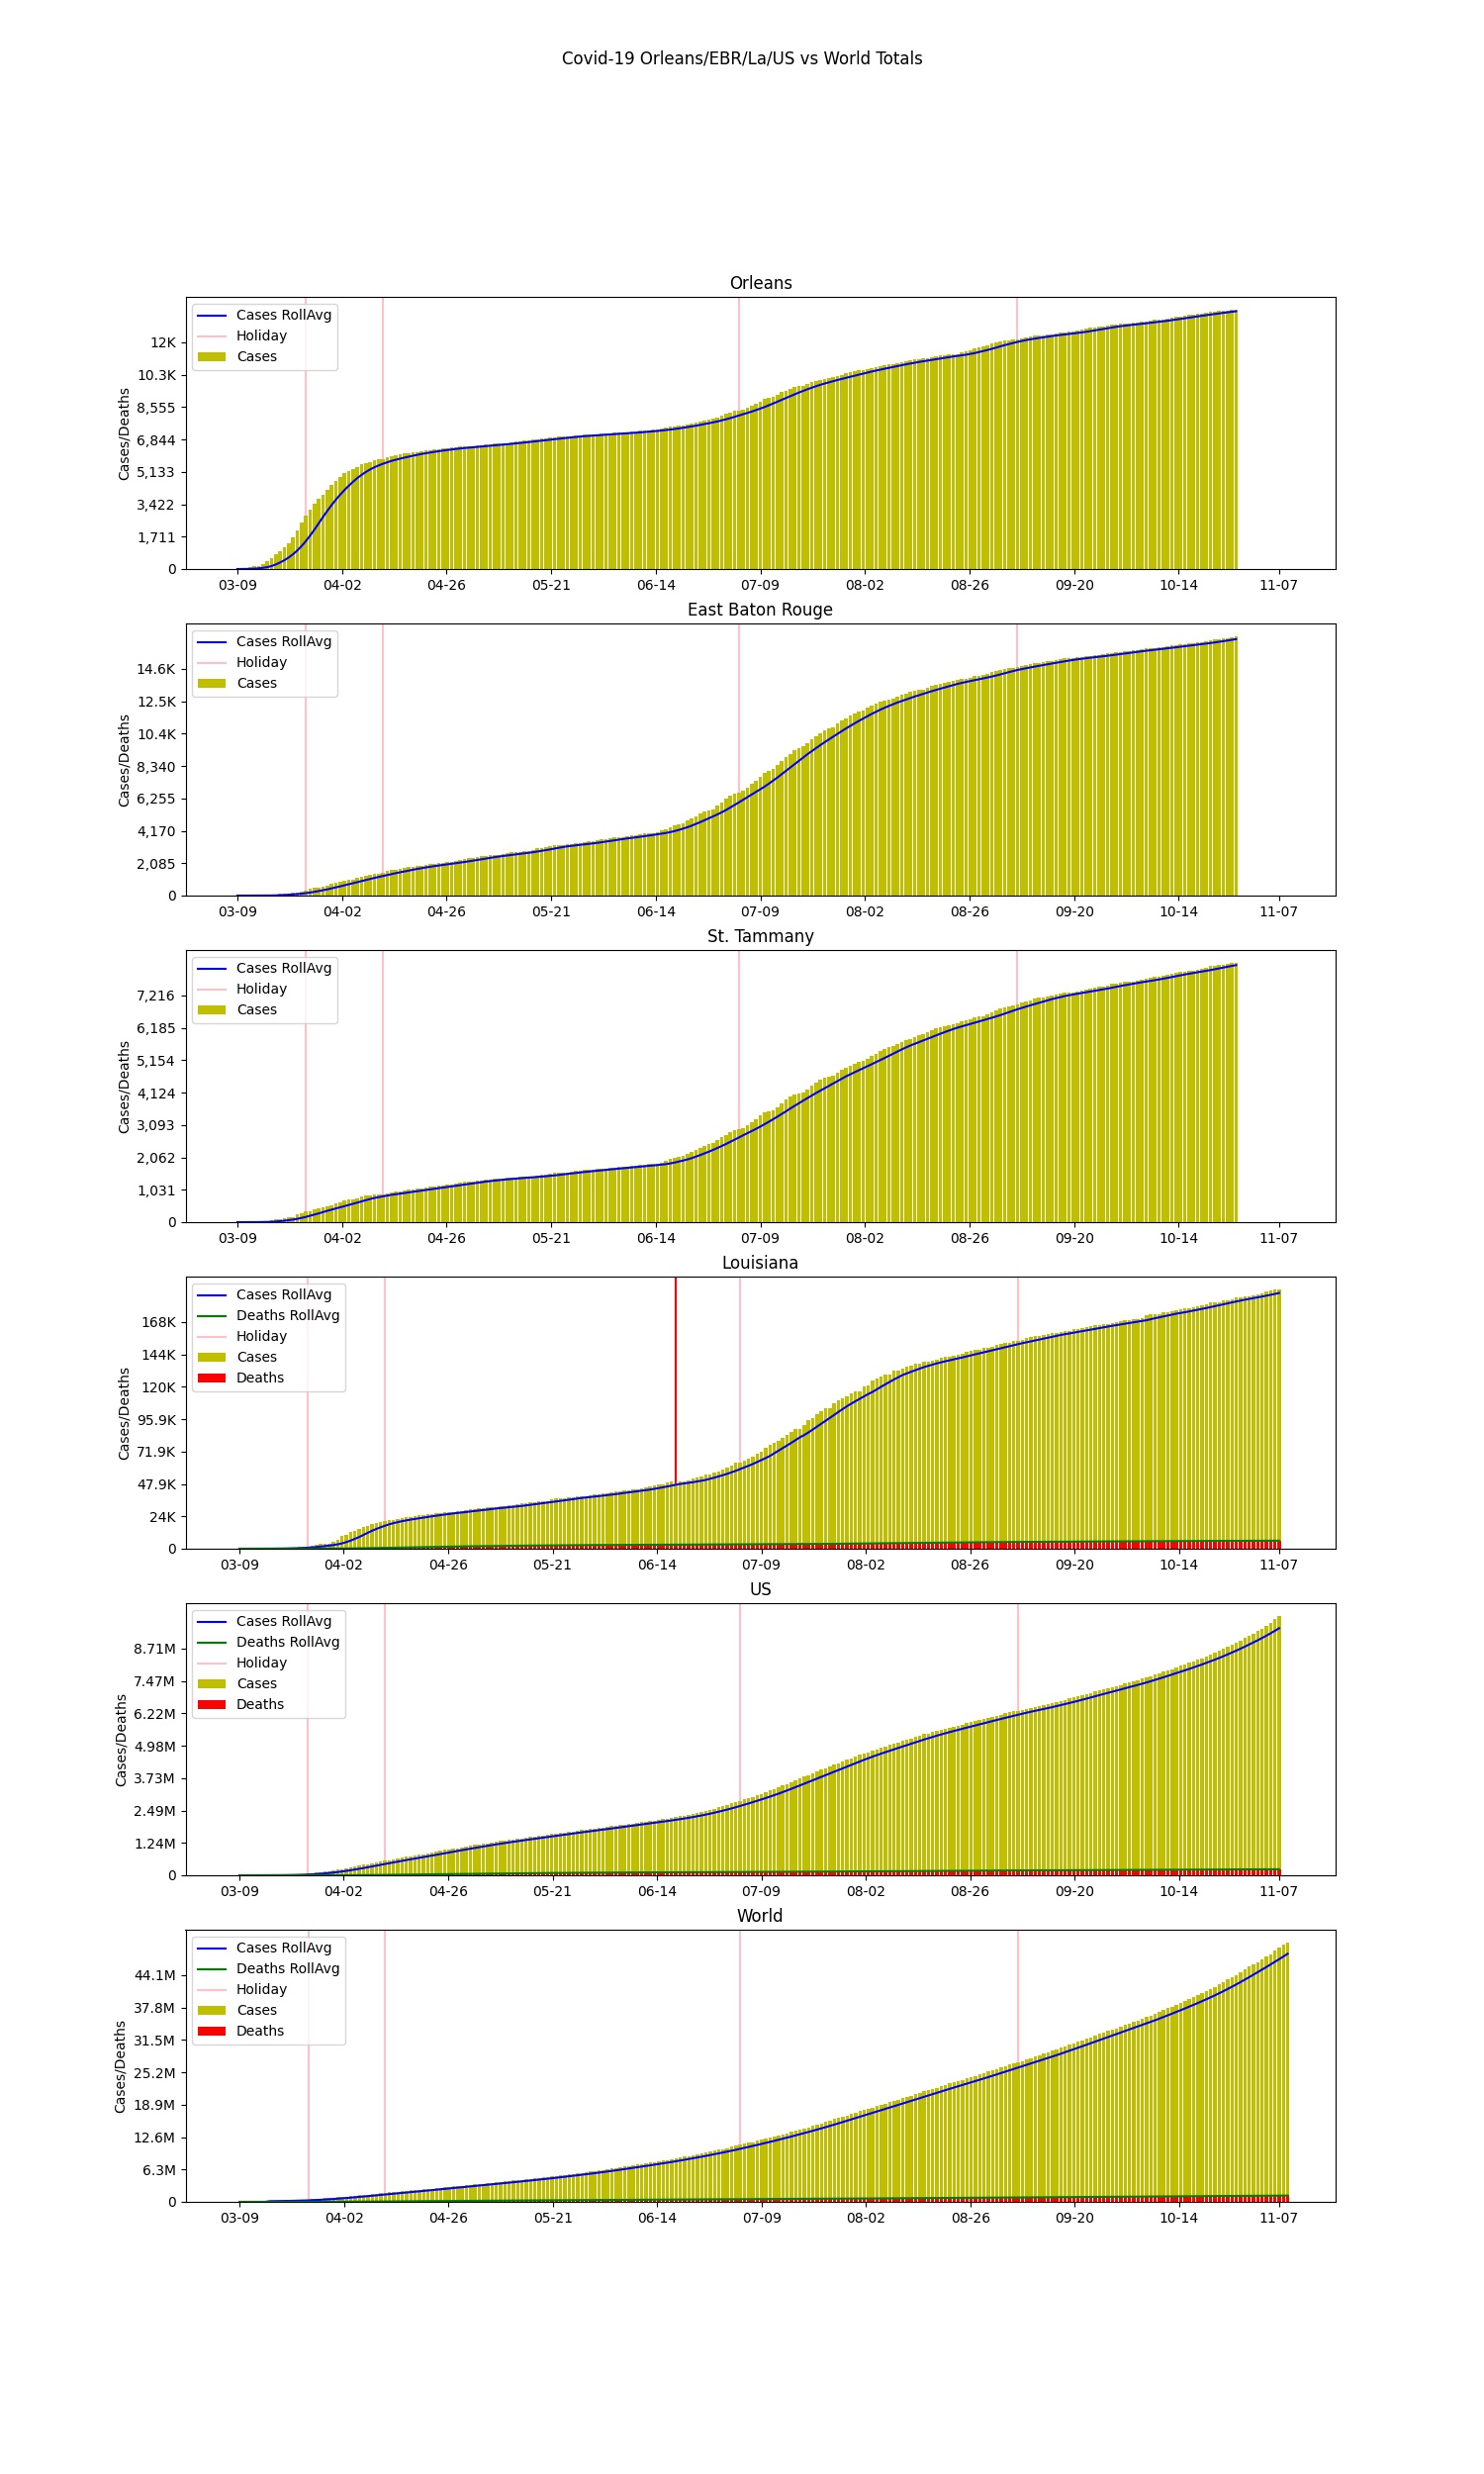 Covid-19 Orleans/EBR/La/US vs World Totals
Orleans
Cases RollAvg
Holiday
Cases
Cases/Deaths
12K
10.3K
8,555
6,844
5,133
3,422
1,711
0
03-09 04-02 04-26 05-21 06-14 07-09 08-02 08-26 09-20 10-14 11-07
East Baton Rouge
Cases RollAvg
Holiday
Cases
Cases/Deaths
14.6K
12.5K
10.4K
8,340
6,255
4,170
2,085
0
03-09 04-02 04-26 05-21 06-14 07-09 08-02 08-26 09-20 10-14 11-07
St. Tammany
Cases RollAvg
Holiday
Cases
Cases/Deaths
7,216
6,185
5,154
4,124
3,093
2,062
1,031
0
03-09 04-02 04-26 05-21 06-14 07-09 08-02 08-26 09-20 10-14 11-07
Louisiana
Cases RollAvg
Deaths RollAvg
Holiday
Cases
Deaths
Cases/Deaths
168K
144K
120K
95.9K
71.9K
47.9K
24K
0
03-09 04-02 04-26 05-21 06-14 07-09 08-02 08-26 09-20 10-14 11-07
US
Cases RollAvg
Deaths RollAvg
Holiday
Cases
Deaths
Cases/Deaths
8.71M
7.47M
6.22M
4.98M
3.73M
2.49M
1.24M
0
03-09 04-02 04-26 05-21 06-14 07-09 08-02 08-26 09-20 10-14 11-07
World
Cases RollAvg
Deaths RollAvg
Holiday
Cases
Deaths
Cases/Deaths
44.1M
37.8M
31.5M
25.2M
18.9M
12.6M
6.3M
0
03-09 04-02 04-26 05-21 06-14 07-09 08-02 08-26 09-20 10-14 11-07